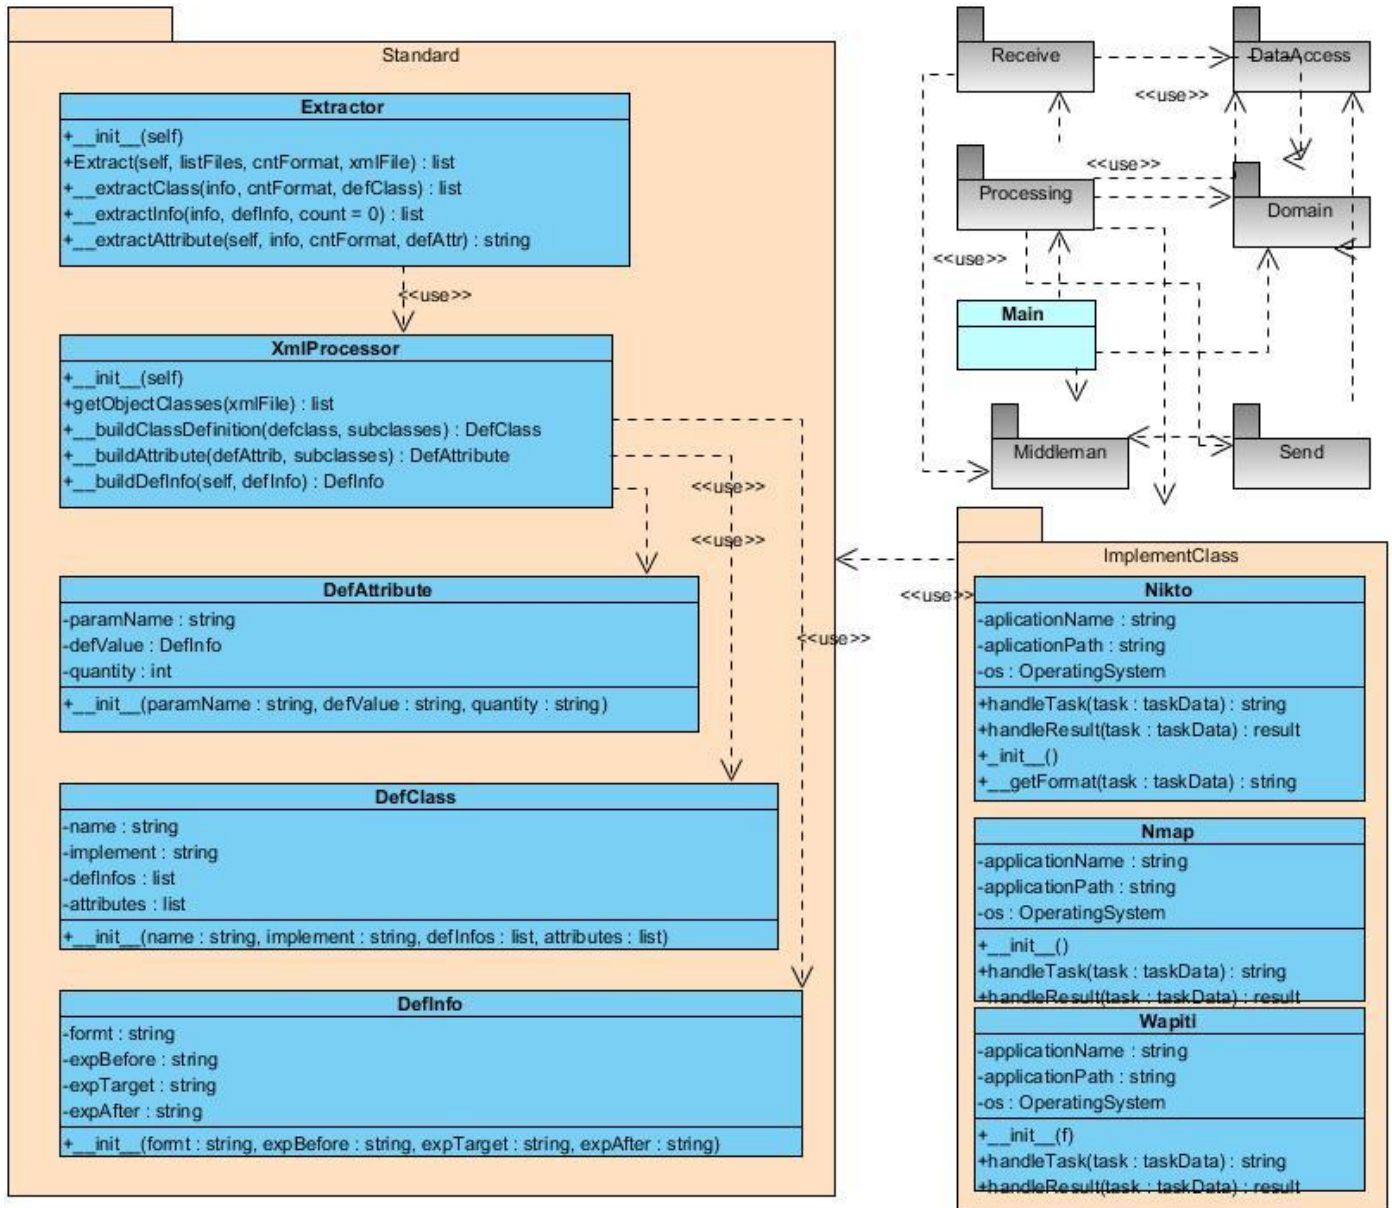 Standard
Extractor
+__init__(self)
+Extract(self, listFiles, cntFormat, xmlFile) : list
+__extractClass(info, cntFormat, defClass) : list
+__extractInfo(info, defInfo, count = 0) : list
+__extractAttribute(self, info, cntFormat, defAttr) : string
<<use>>
XmlProcessor
+__init__(self)
+getObjectClasses(xmlFile) : list
+__buildClassDefinition(defclass, subclasses) : DefClass
+__buildAttribute(defAttrib, subclasses) : DefAttribute
+__buildDefInfo(self, defInfo) : DefInfo
<<use>>
<<use>>
<<use>>
DefAttribute
-paramName : string
-defValue : DefInfo
-quantity : int
+__init__(paramName : string, defValue : string, quantity : string)
DefClass
-name : string
-implement : string
-defInfos : list
-attributes : list
+__init__(name : string, implement : string, defInfos : list, attributes : list)
DefInfo
-formt : string
-expBefore : string
-expTarget : string
-expAfter : string
+__init__(formt : string, expBefore : string, expTarget : string, expAfter : string)
Receive
DataAccess
<<use>>
<<use>>
Processing
Domain
<<use>>
Main
Middleman
Send
<<use>>
ImplementClass
Nikto
-aplicationName : string
-aplicationPath : string
-os : OperatingSystem
+handleTask(task : taskData) : string
+handleResult(task : taskData) : result
+_init__()
+__getFormat(task : taskData) : string
Nmap
-applicationName : string
-applicationPath : string
-os : OperatingSystem
+__init__()
+handleTask(task : taskData) : string
+handleResult(task : taskData) : result
Wapiti
-applicationName : string
-applicationPath : string
-os : OperatingSystem
+__init__(f)
+handleTask(task : taskData) : string
+handleResult(task : taskData) : result